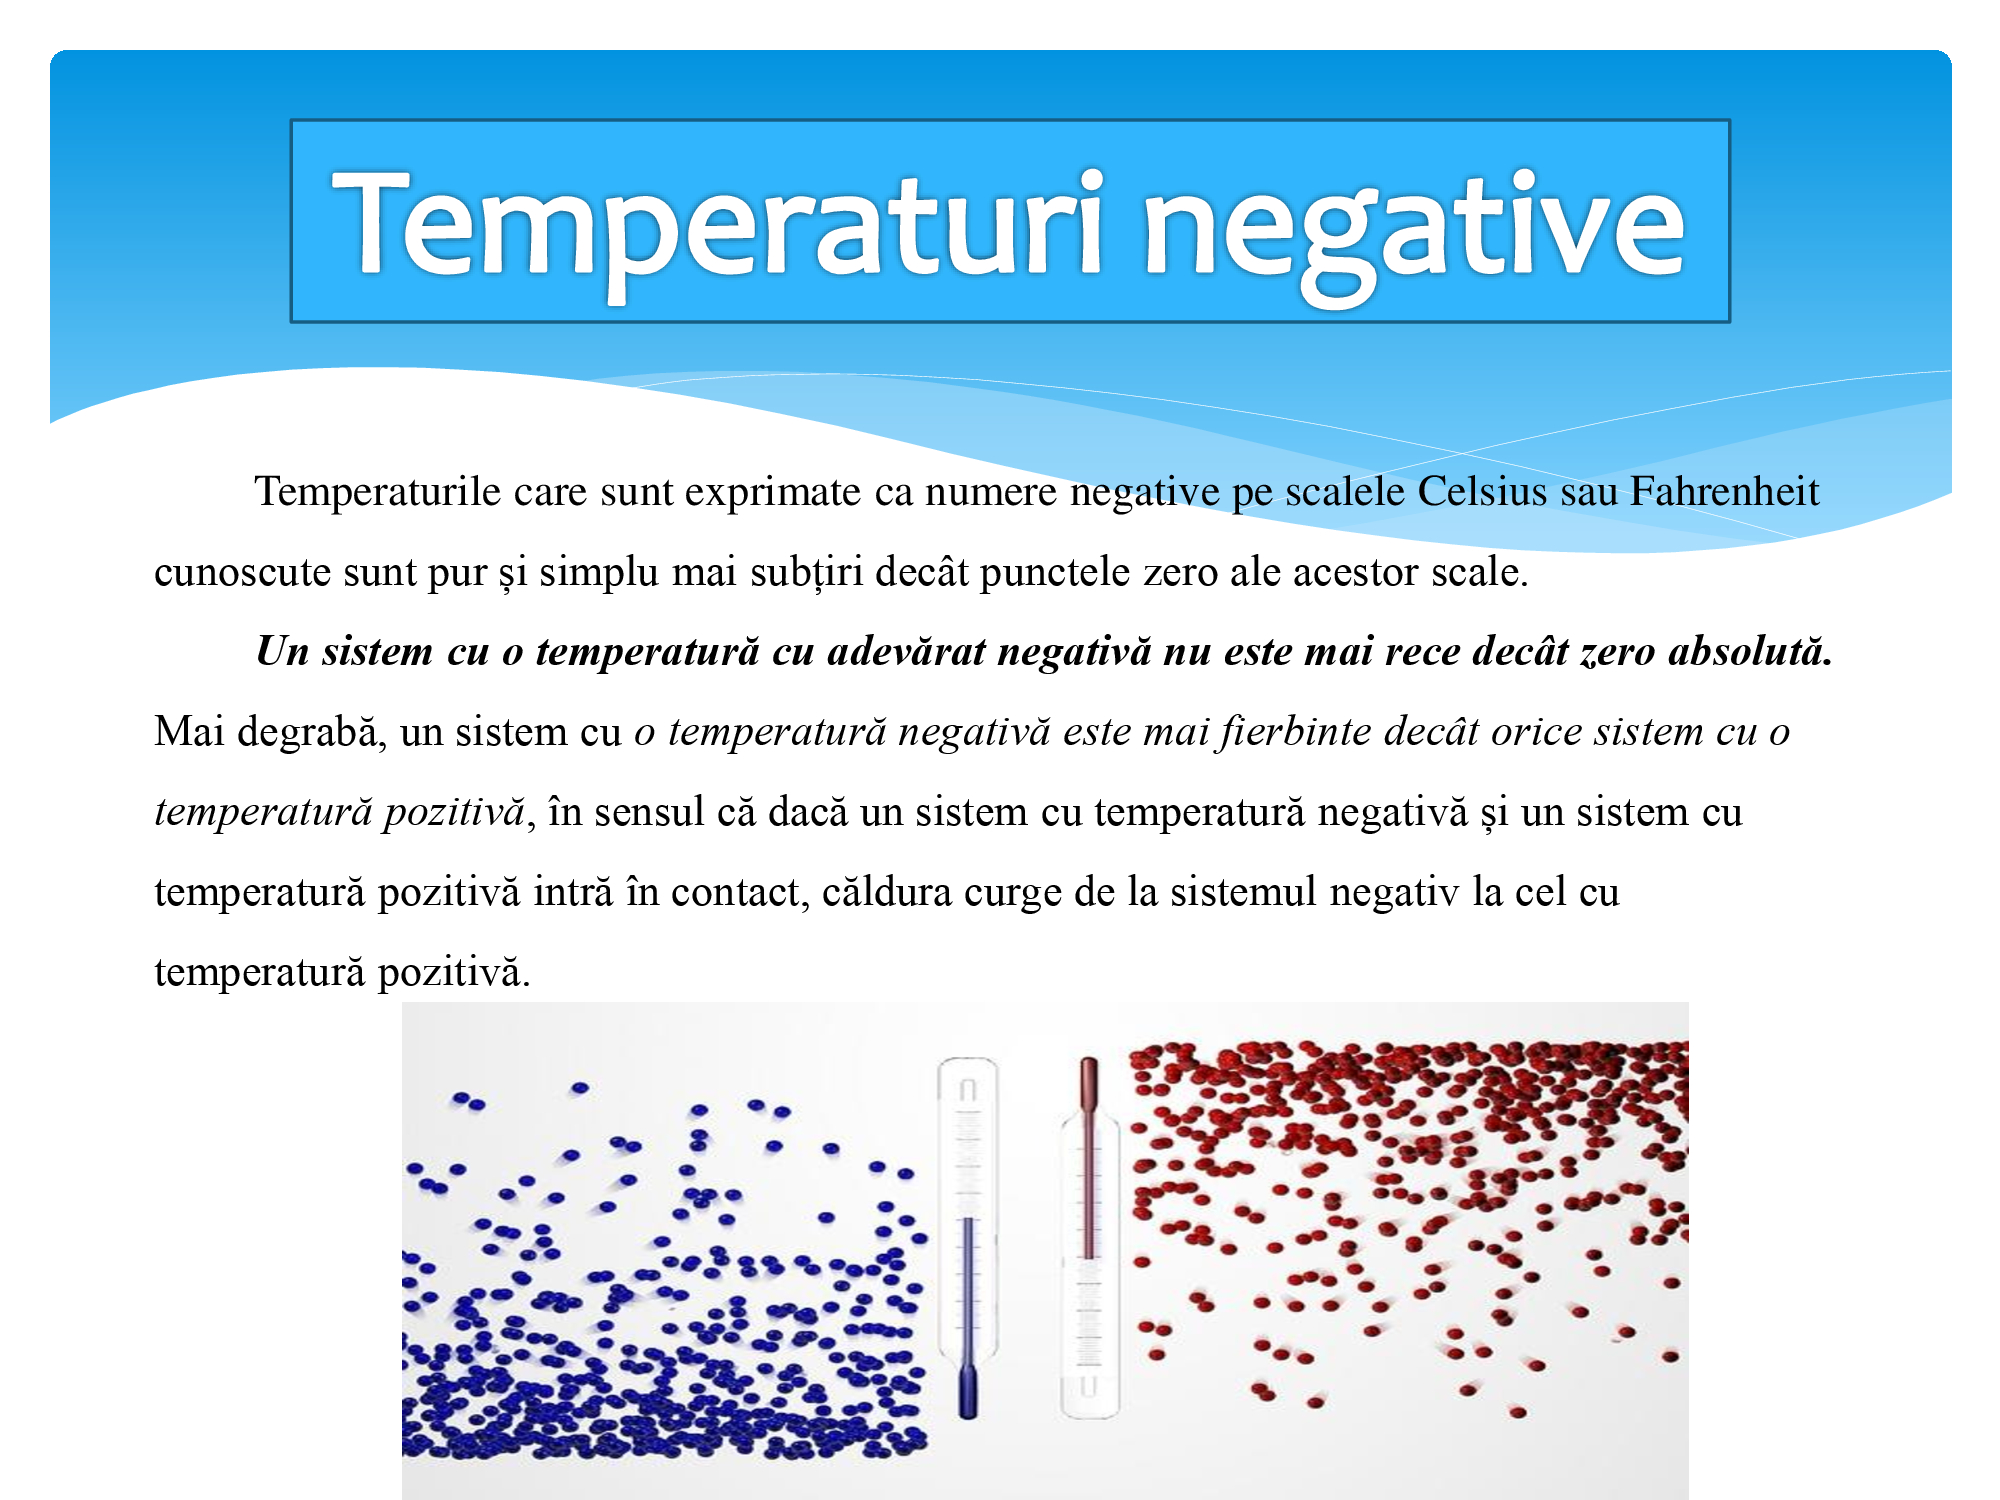 Temperaturi negative
Temperaturile care sunt exprimate ca numere negative pe scalele Celsius sau Fahrenheit
cunoscute sunt pur și simplu mai subțiri decât punctele zero ale acestor scale.
Un sistem cu o temperatură cu adevărat negativă nu este mai rece decât zero absolută.
Mai degrabă, un sistem cu o temperatură negativă este mai fierbinte decât orice sistem cu o
temperatură pozitivă, în sensul că dacă un sistem cu temperatură negativă și un sistem cu
temperatură pozitivă intră în contact, căldura curge de la sistemul negativ la cel cu
temperatură pozitivă.